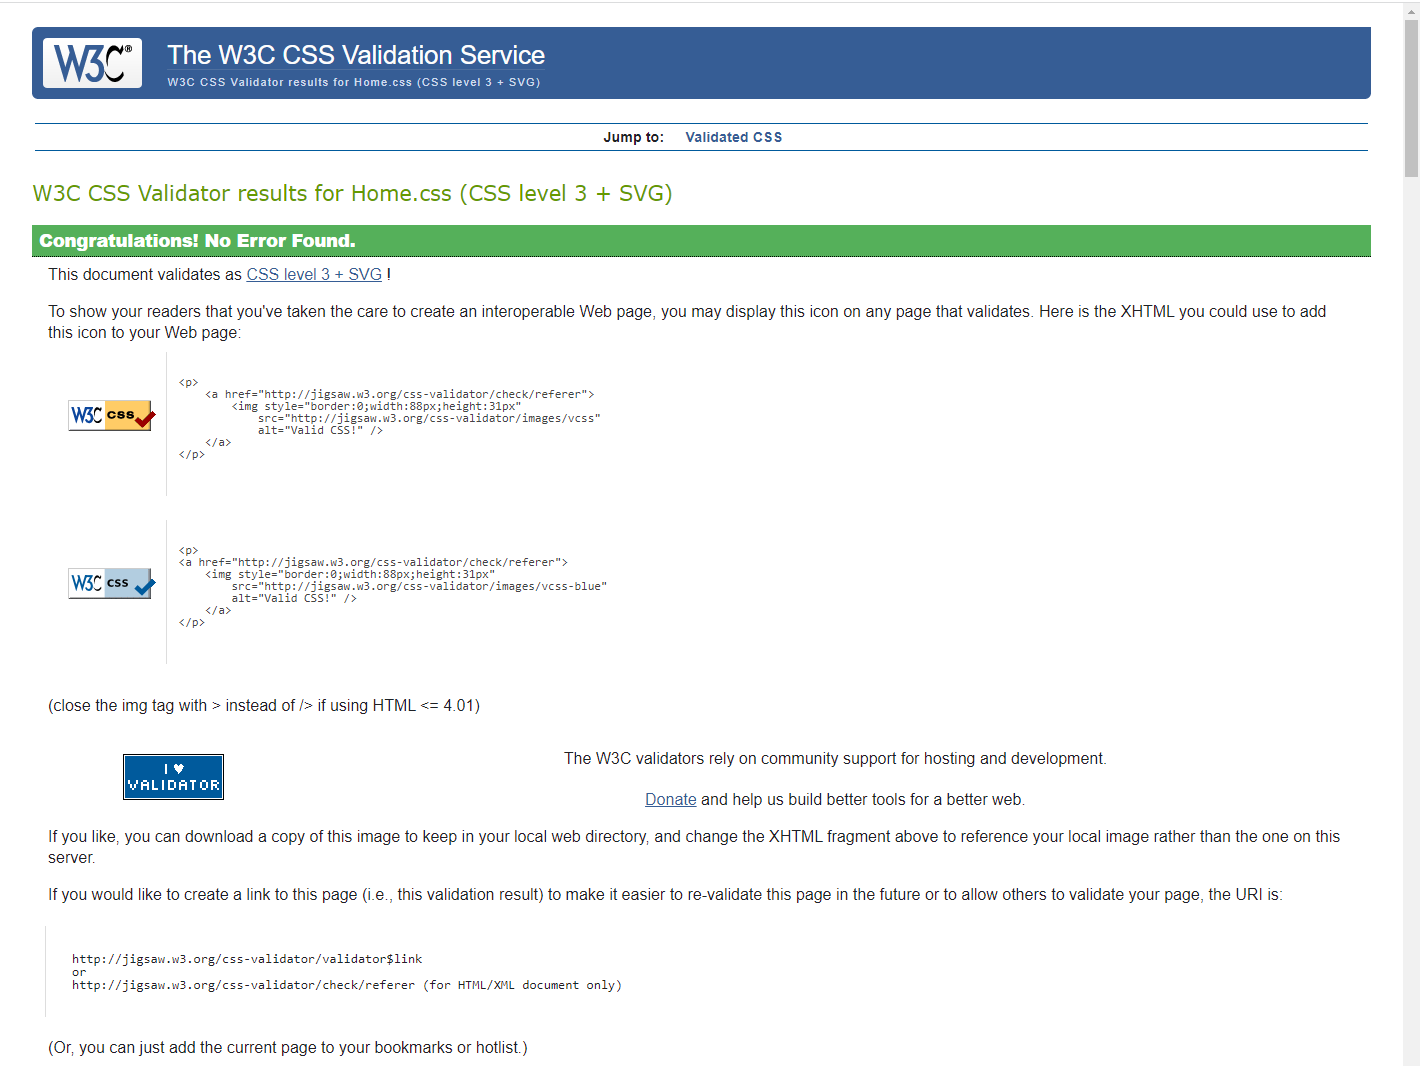 W3C®
The W3C CSS Validation Service
W3C CSS Validator results for Home.css (CSS level 3 + SVG)
Jump to: Validated CSS
W3C CSS Validator results for Home.css (CSS level 3 + SVG)
Congratulations! No Error Found.
This document validates as CSS level 3 + SVG !
To show your readers that you've taken the care to create an interoperable Web page, you may display this icon on any page that validates. Here is the XHTML you could use to add
this icon to your Web page:
W3C css
<p>
    <a href="http://jigsaw.w3.org/css-validator/check/referer">
        <img style="border:0;width:88px;height:31px"
            src="http://jigsaw.w3.org/css-validator/images/vcss"
            alt="Valid CSS!" />
    </a>
</p>
W3C css
<p>
<a href="http://jigsaw.w3.org/css-validator/check/referer">
    <img style="border:0;width:88px;height:31px"
        src="http://jigsaw.w3.org/css-validator/images/vcss-blue"
        alt="Valid CSS!" />
    </a>
</p>
(close the img tag with > instead of /> if using HTML <= 4.01)
I ♥
VALIDATOR
The W3C validators rely on community support for hosting and development.
Donate and help us build better tools for a better web.
If you like, you can download a copy of this image to keep in your local web directory, and change the XHTML fragment above to reference your local image rather than the one on this
server.
If you would like to create a link to this page (i.e., this validation result) to make it easier to re-validate this page in the future or to allow others to validate your page, the URI is:
http://jigsaw.w3.org/css-validator/validator$link
or
http://jigsaw.w3.org/css-validator/check/referer (for HTML/XML document only)
(Or, you can just add the current page to your bookmarks or hotlist.)